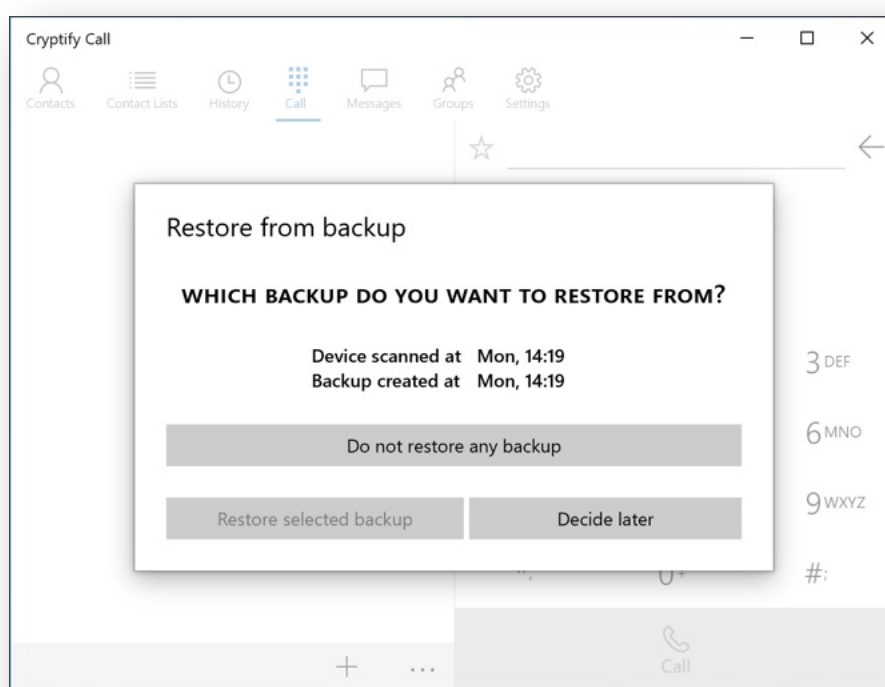 Cryptify Call
Contacts
Contact Lists
History
Call
Messages
Groups
Settings
Restore from backup
WHICH BACKUP DO YOU WANT TO RESTORE FROM?
Device scanned at Mon, 14:19
Backup created at Mon, 14:19
Do not restore any backup
Restore selected backup
Decide later
3 DEF
6 MNO
9 WXYZ
0 +
#;
Call